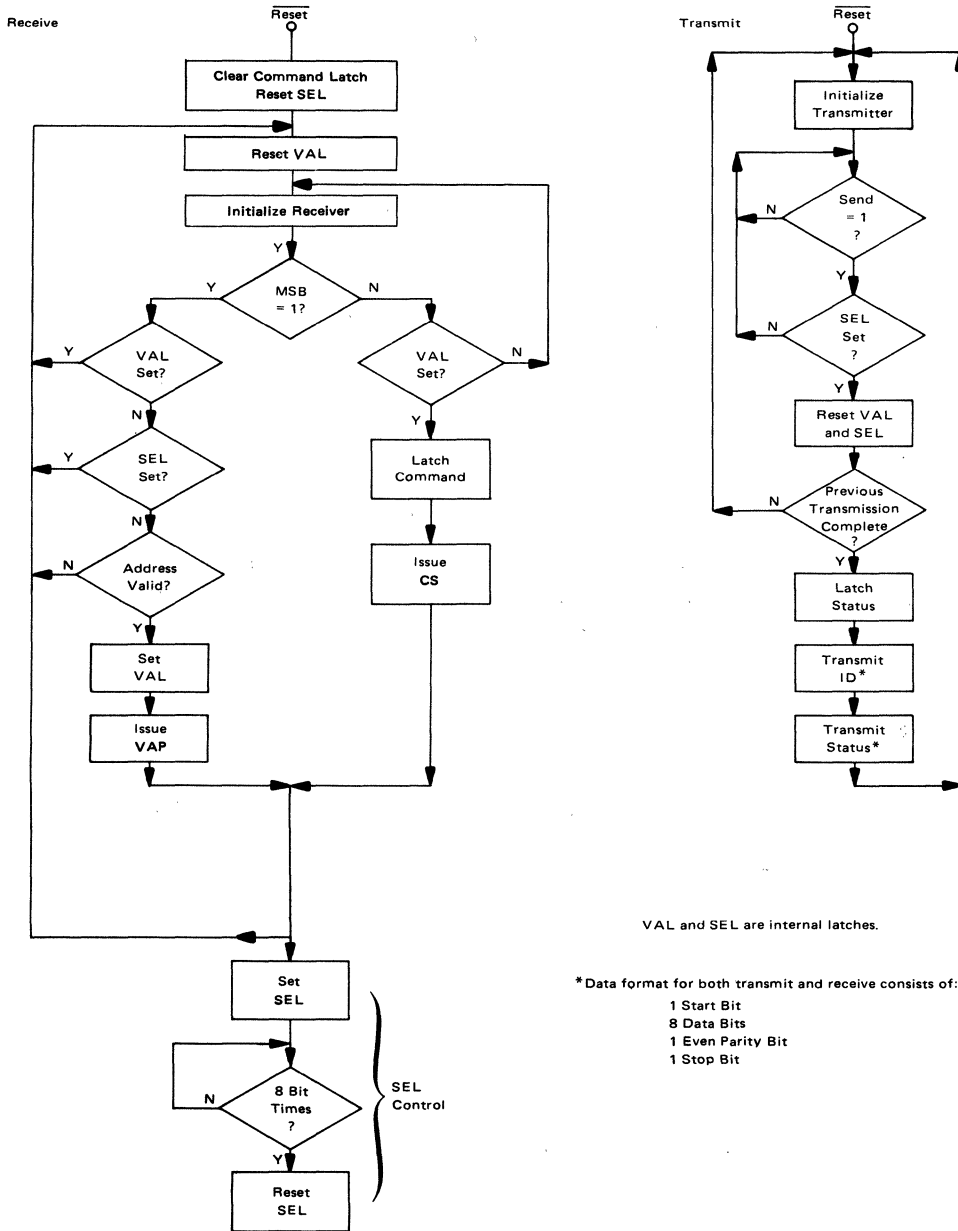 Receive
Reset
Clear Command Latch
Reset SEL
Reset VAL
Initialize Receiver
Y
MSB
= 1?
Y
N
VAL
Set?
Y
N
SEL
Set?
Y
N
Address
Valid?
N
Y
Set
VAL
Issue
VAP
VAL
Set?
N
Y
Latch
Command
Issue
CS
Set
SEL
8 Bit
Times
?
N
Y
Reset
SEL
SEL
Control
Transmit
Reset
Initialize
Transmitter
Send
= 1
?
N
Y
SEL
Set
?
N
Y
Reset VAL
and SEL
Previous
Transmission
Complete
?
N
Y
Latch
Status
Transmit
ID*
Transmit
Status*
VAL and SEL are internal latches.
*Data format for both transmit and receive consists of:
1 Start Bit
8 Data Bits
1 Even Parity Bit
1 Stop Bit